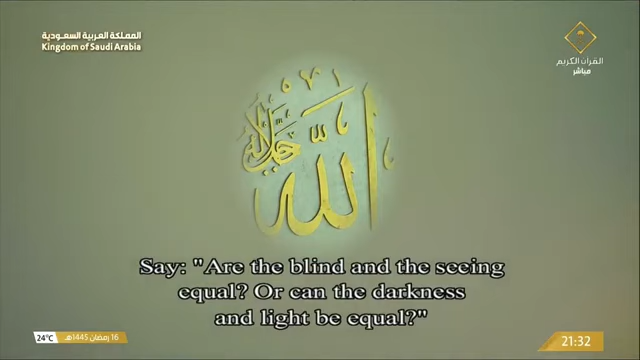 المملكة العربية السعودية
Kingdom of Saudi Arabia
القرآن الكريم
مباشر
الله
جل جلاله
Say: "Are the blind and the seeing
equal? Or can the darkness
and light be equal?"
24°C
16 رمضان 1445هـ
21:32